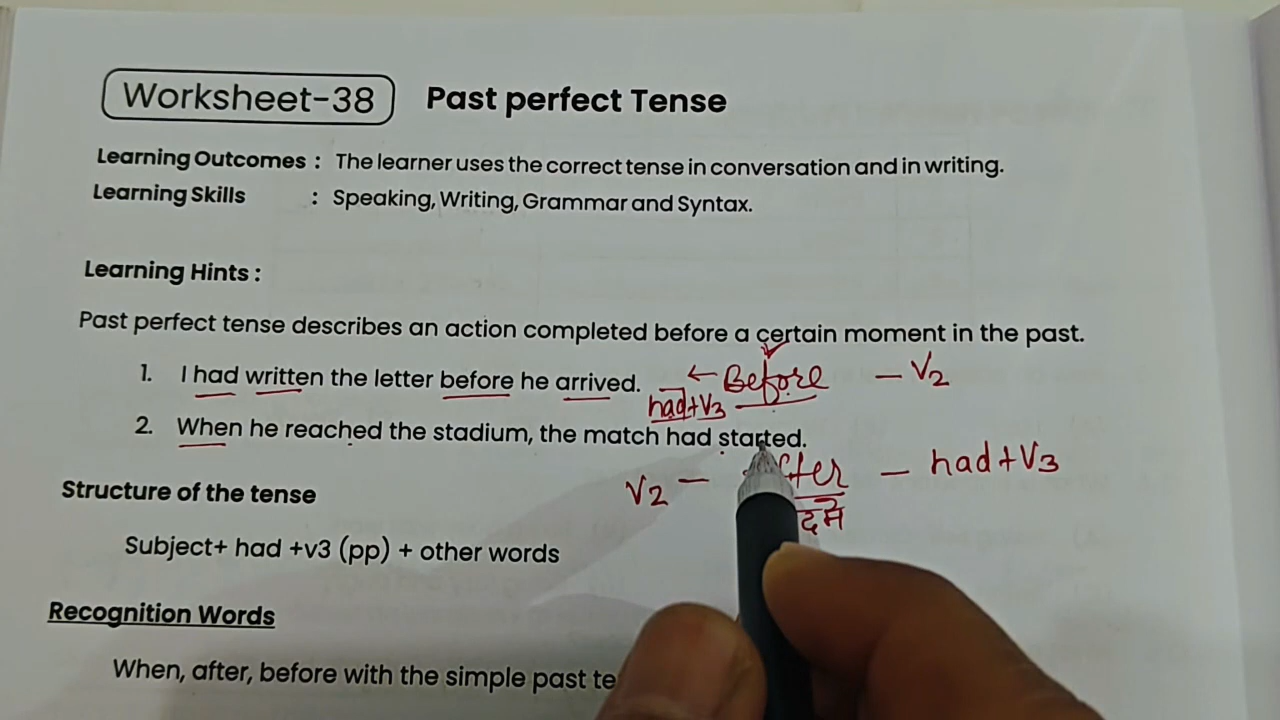 Worksheet-38 Past perfect Tense
Learning Outcomes : The learner uses the correct tense in conversation and in writing.
Learning Skills : Speaking, Writing, Grammar and Syntax.
Learning Hints :
Past perfect tense describes an action completed before a certain moment in the past.
1. I had written the letter before he arrived. ← Before – V2
had+V3
2. When he reached the stadium, the match had started.
V2 – – had+V3
Structure of the tense
Subject+ had +v3 (pp) + other words
Recognition Words
When, after, before with the simple past